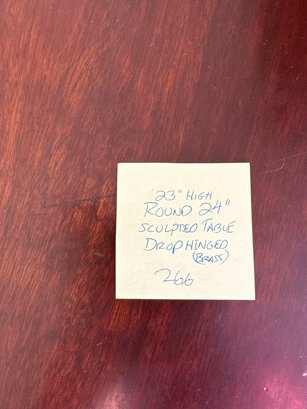 23" HIGH
ROUND 24"
SCULPTED TABLE
DROP HINGED
(BRASS)
266